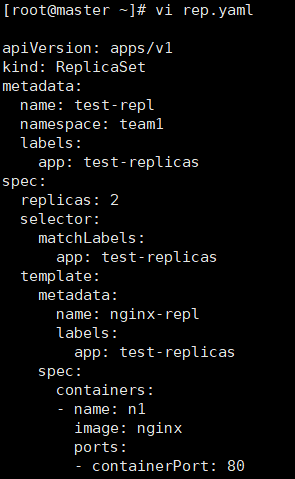 [root@master ~]# vi rep.yaml
apiVersion: apps/v1
kind: ReplicaSet
metadata:
  name: test-repl
  namespace: team1
  labels:
    app: test-replicas
spec:
  replicas: 2
  selector:
    matchLabels:
      app: test-replicas
  template:
    metadata:
      name: nginx-repl
      labels:
        app: test-replicas
    spec:
      containers:
      - name: n1
        image: nginx
        ports:
        - containerPort: 80